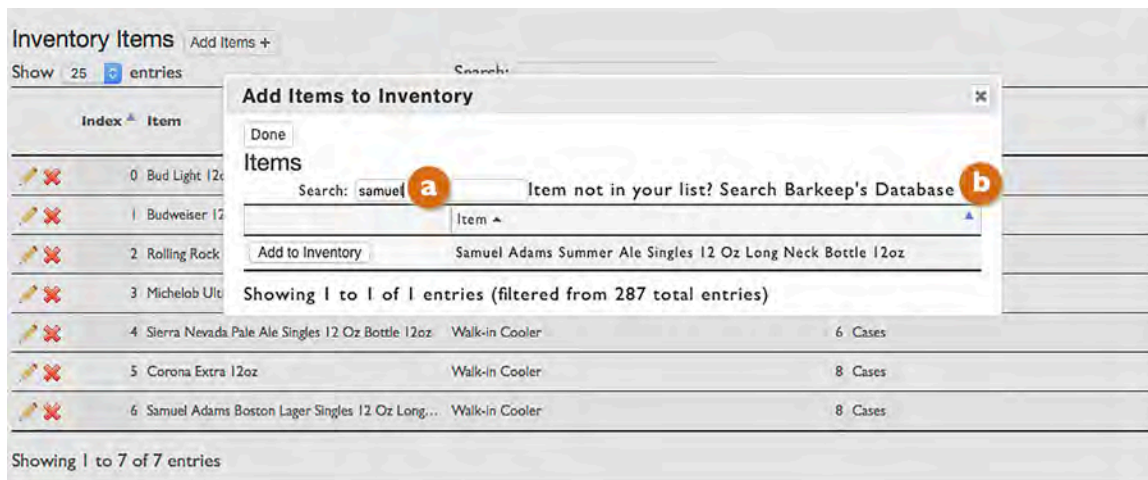 Inventory Items Add Items +
Show 25 entries Search:
Add Items to Inventory
Index Item
Done
Items
0 Bud Light
Search: samuel a Item not in your list? Search Barkeep's Database b
1 Budweiser
Item
2 Rolling Rock
Add to Inventory Samuel Adams Summer Ale Singles 12 Oz Long Neck Bottle 12oz
3 Michelob
Showing 1 to 1 of 1 entries (filtered from 287 total entries)
4 Sierra Nevada Pale Ale Singles 12 Oz Bottle 12oz Walk-in Cooler 6 Cases
5 Corona Extra 12oz Walk-in Cooler 8 Cases
6 Samuel Adams Boston Lager Singles 12 Oz Long... Walk-in Cooler 8 Cases
Showing 1 to 7 of 7 entries